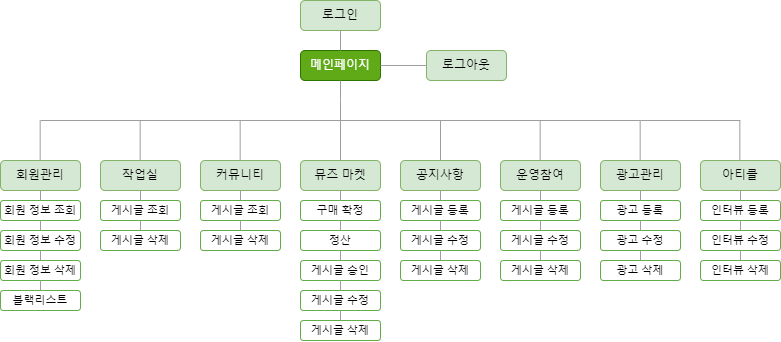 로그인
메인페이지
로그아웃
회원관리
회원 정보 조회
회원 정보 수정
회원 정보 삭제
블랙리스트
작업실
게시글 조회
게시글 삭제
커뮤니티
게시글 조회
게시글 삭제
뮤즈 마켓
구매 확정
정산
게시글 승인
게시글 수정
게시글 삭제
공지사항
게시글 등록
게시글 수정
게시글 삭제
운영참여
게시글 등록
게시글 수정
게시글 삭제
광고관리
광고 등록
광고 수정
광고 삭제
아티클
인터뷰 등록
인터뷰 수정
인터뷰 삭제